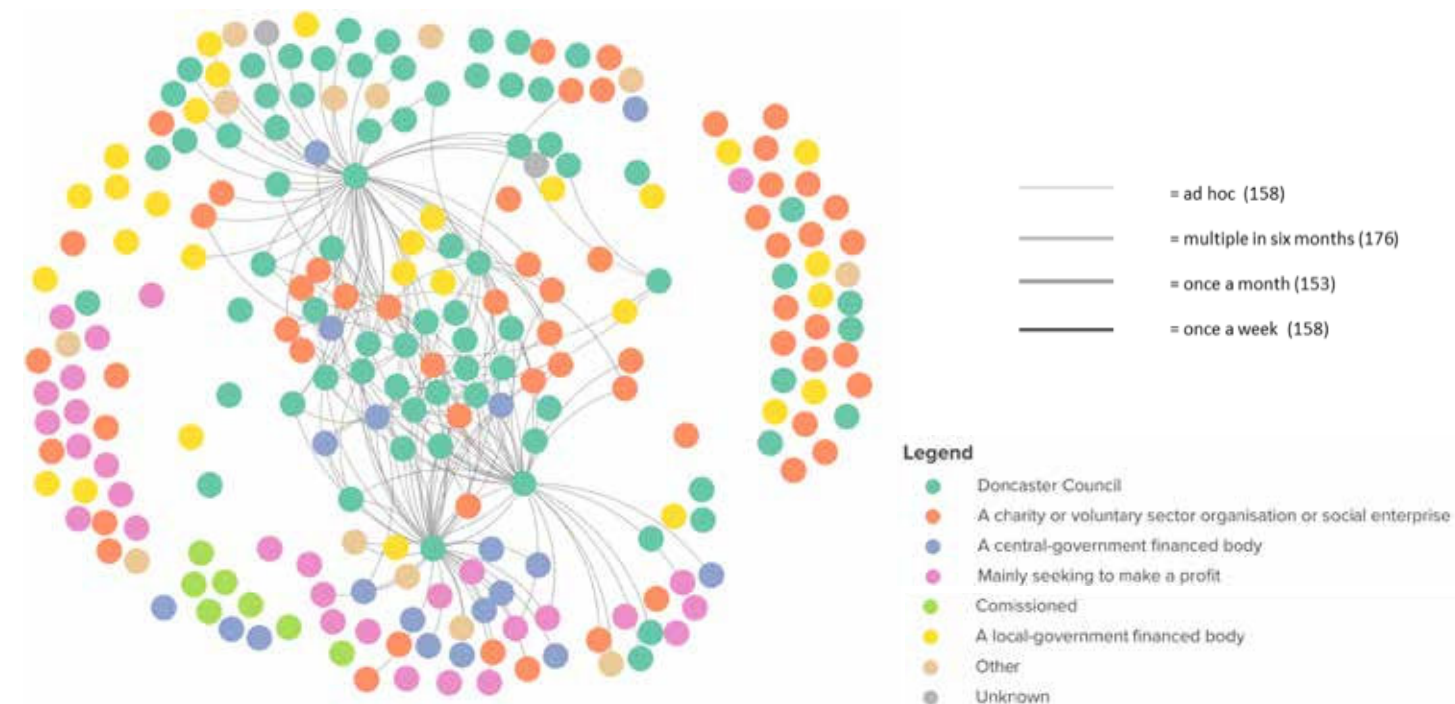 = ad hoc (158)
= multiple in six months (176)
= once a month (153)
= once a week (158)
Legend
Doncaster Council
A charity or voluntary sector organisation or social enterprise
A central-government financed body
Mainly seeking to make a profit
Comissioned
A local-government financed body
Other
Unknown